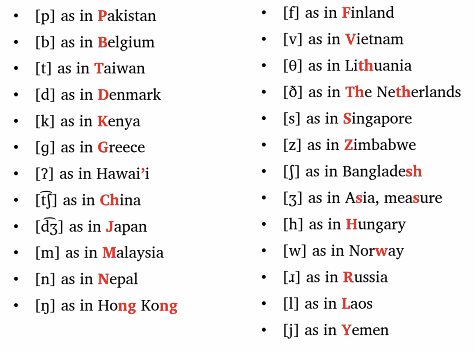 • [p] as in Pakistan
• [b] as in Belgium
• [t] as in Taiwan
• [d] as in Denmark
• [k] as in Kenya
• [ɡ] as in Greece
• [ʔ] as in Hawai’i
• [t͡ʃ] as in China
• [d͡ʒ] as in Japan
• [m] as in Malaysia
• [n] as in Nepal
• [ŋ] as in Hong Kong
• [f] as in Finland
• [v] as in Vietnam
• [θ] as in Lithuania
• [ð] as in The Netherlands
• [s] as in Singapore
• [z] as in Zimbabwe
• [ʃ] as in Bangladesh
• [ʒ] as in Asia, measure
• [h] as in Hungary
• [w] as in Norway
• [ɹ] as in Russia
• [l] as in Laos
• [j] as in Yemen